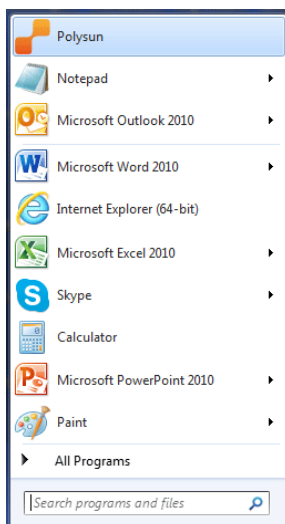 Polysun
Notepad
Microsoft Outlook 2010
Microsoft Word 2010
Internet Explorer (64-bit)
Microsoft Excel 2010
Skype
Calculator
Microsoft PowerPoint 2010
Paint
All Programs
Search programs and files